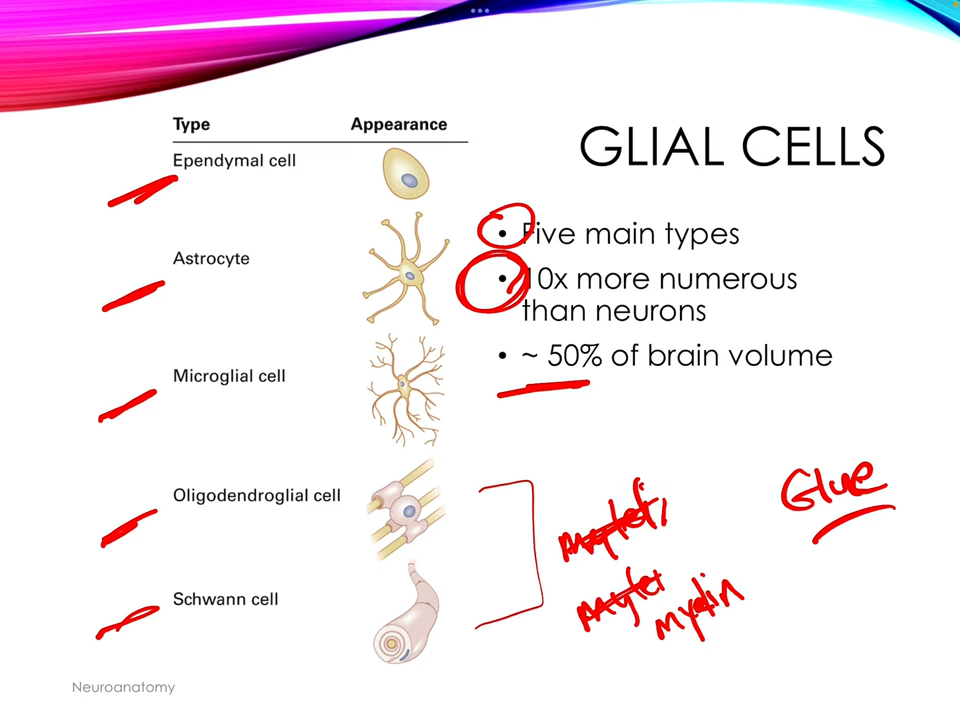 Type Appearance
GLIAL CELLS
Ependymal cell
• Five main types
Astrocyte
• 10x more numerous
than neurons
• ~ 50% of brain volume
Microglial cell
Oligodendroglial cell
Glue
Schwann cell
myelin
Neuroanatomy